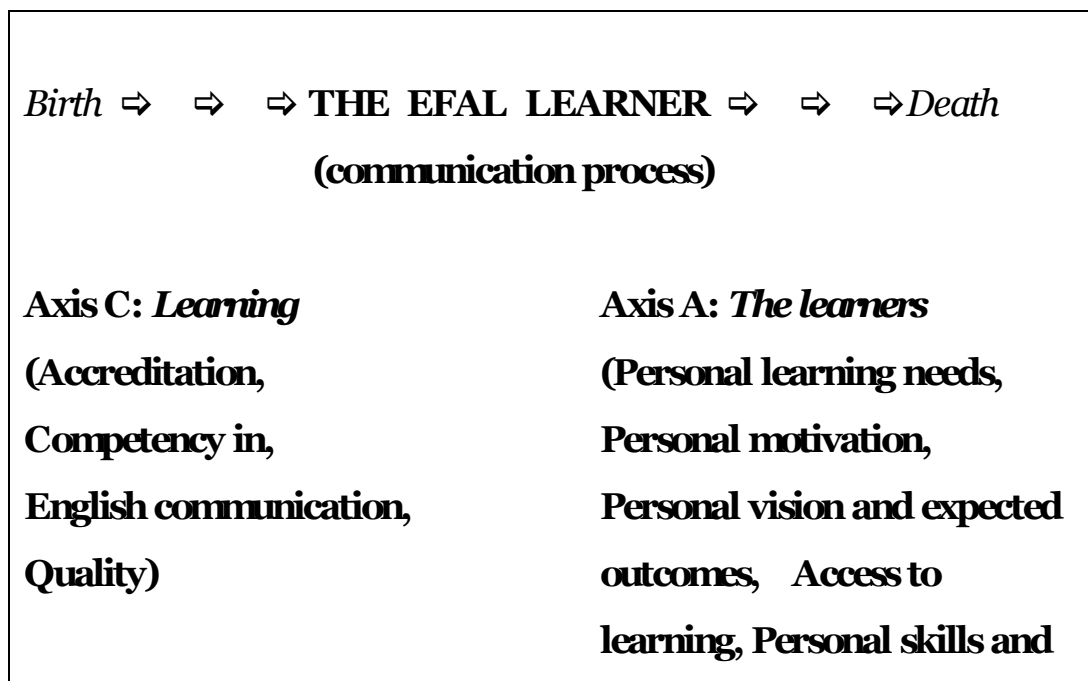 Birth ⇨ ⇨ ⇨ THE EFAL LEARNER ⇨ ⇨ ⇨Death
(communication process)
Axis C: Learning
(Accreditation,
Competency in,
English communication,
Quality)
Axis A: The learners
(Personal learning needs,
Personal motivation,
Personal vision and expected
outcomes, Access to
learning, Personal skills and